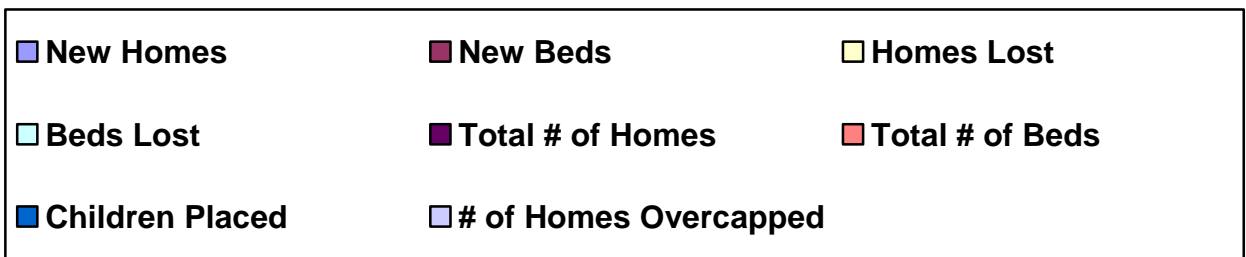 New Homes New Beds Homes Lost
Beds Lost Total # of Homes Total # of Beds
Children Placed # of Homes Overcapped